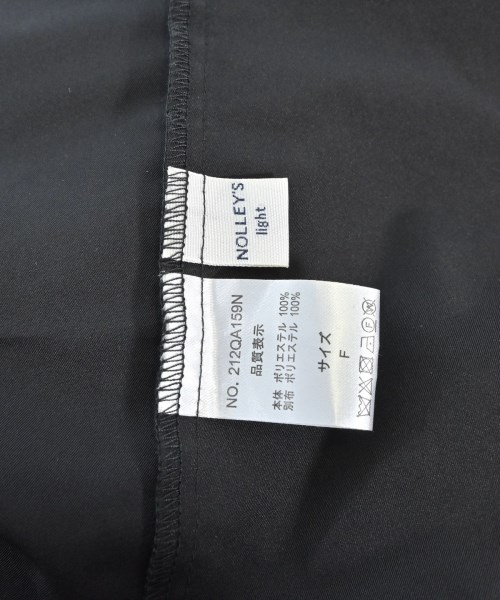 NOLLEY'S
light
NO. 212QA159N
品質表示
本体 ポリエステル 100%
別布 ポリエステル 100%
サイズ
F